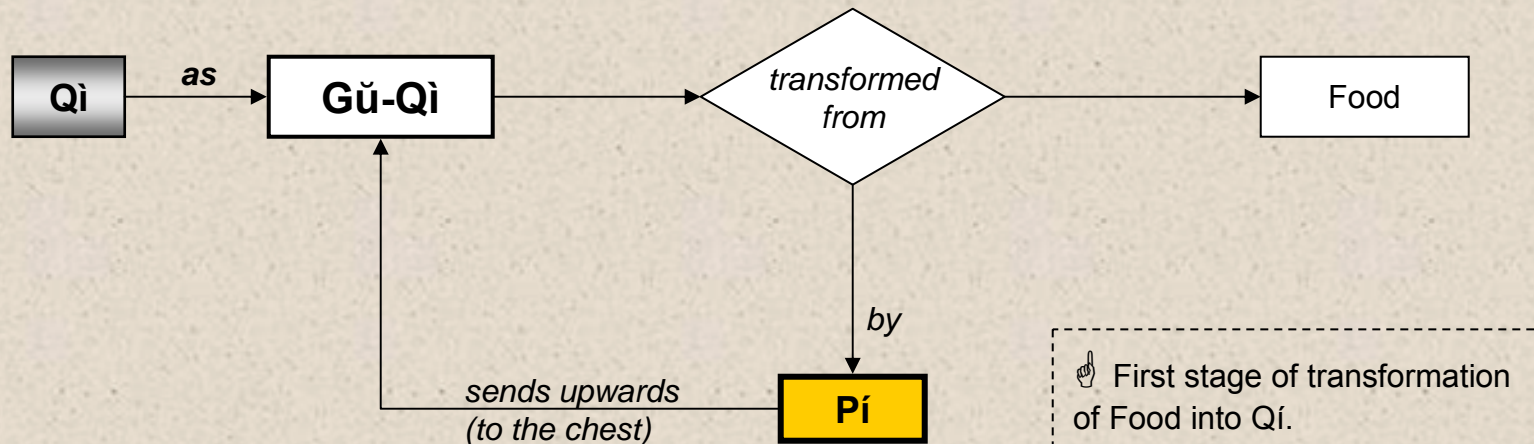 as
Qì
Gŭ-Qì
transformed
from
Food
by
sends upwards
(to the chest)
Pí
☝ First stage of transformation
of Food into Qí.